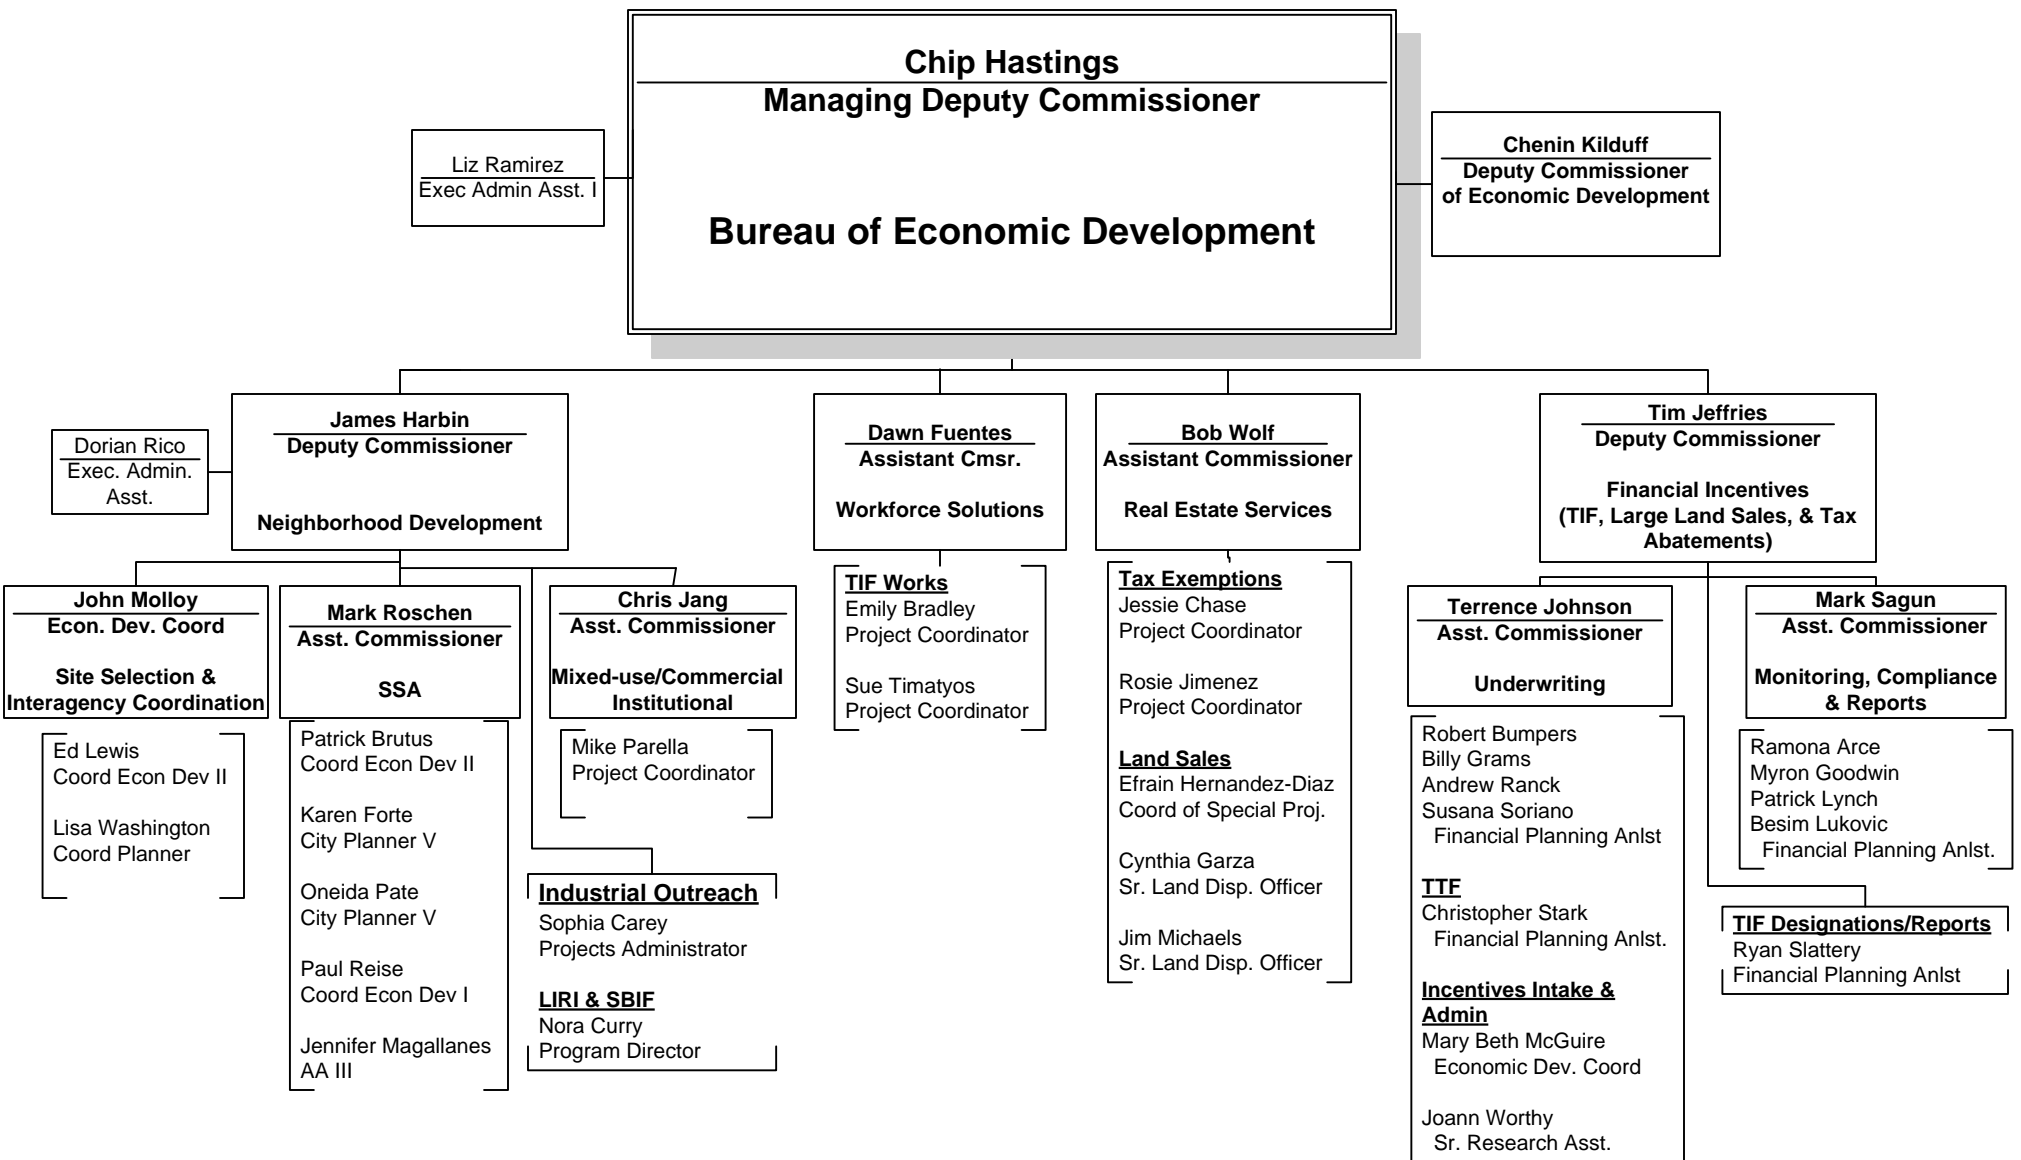 Chip Hastings
Managing Deputy Commissioner
Bureau of Economic Development
Liz Ramirez
Exec Admin Asst. I
Chenin Kilduff
Deputy Commissioner
of Economic Development
James Harbin
Deputy Commissioner
Neighborhood Development
Dorian Rico
Exec. Admin.
Asst.
Dawn Fuentes
Assistant Cmsr.
Workforce Solutions
Bob Wolf
Assistant Commissioner
Real Estate Services
Tim Jeffries
Deputy Commissioner
Financial Incentives
(TIF, Large Land Sales, & Tax
Abatements)
John Molloy
Econ. Dev. Coord
Site Selection &
Interagency Coordination
Ed Lewis
Coord Econ Dev II
Lisa Washington
Coord Planner
Mark Roschen
Asst. Commissioner
SSA
Patrick Brutus
Coord Econ Dev II
Karen Forte
City Planner V
Oneida Pate
City Planner V
Paul Reise
Coord Econ Dev I
Jennifer Magallanes
AA III
Chris Jang
Asst. Commissioner
Mixed-use/Commercial
Institutional
Mike Parella
Project Coordinator
Industrial Outreach
Sophia Carey
Projects Administrator
LIRI & SBIF
Nora Curry
Program Director
TIF Works
Emily Bradley
Project Coordinator
Sue Timatyos
Project Coordinator
Tax Exemptions
Jessie Chase
Project Coordinator
Rosie Jimenez
Project Coordinator
Land Sales
Efrain Hernandez-Diaz
Coord of Special Proj.
Cynthia Garza
Sr. Land Disp. Officer
Jim Michaels
Sr. Land Disp. Officer
Terrence Johnson
Asst. Commissioner
Underwriting
Robert Bumpers
Billy Grams
Andrew Ranck
Susana Soriano
Financial Planning Anlst
TTF
Christopher Stark
Financial Planning Anlst.
Incentives Intake &
Admin
Mary Beth McGuire
Economic Dev. Coord
Joann Worthy
Sr. Research Asst.
Mark Sagun
Asst. Commissioner
Monitoring, Compliance
& Reports
Ramona Arce
Myron Goodwin
Patrick Lynch
Besim Lukovic
Financial Planning Anlst.
TIF Designations/Reports
Ryan Slattery
Financial Planning Anlst